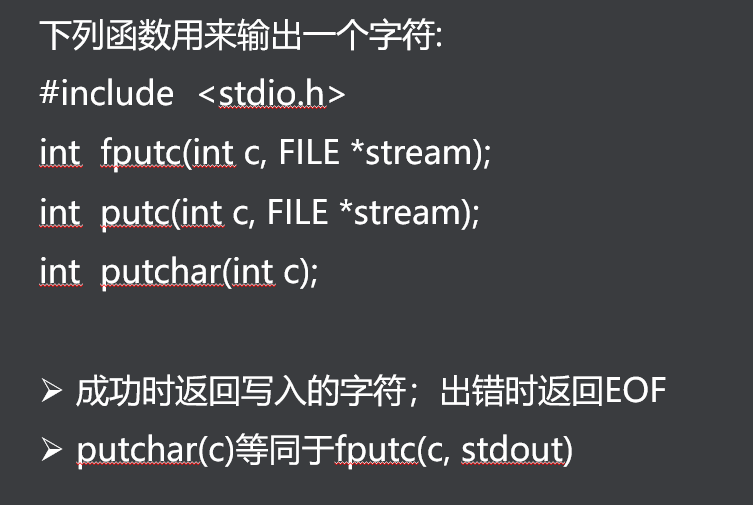 下列函数用来输出一个字符:
#include <stdio.h>
int fputc(int c, FILE *stream);
int putc(int c, FILE *stream);
int putchar(int c);
➢ 成功时返回写入的字符；出错时返回EOF
➢ putchar(c)等同于fputc(c, stdout)